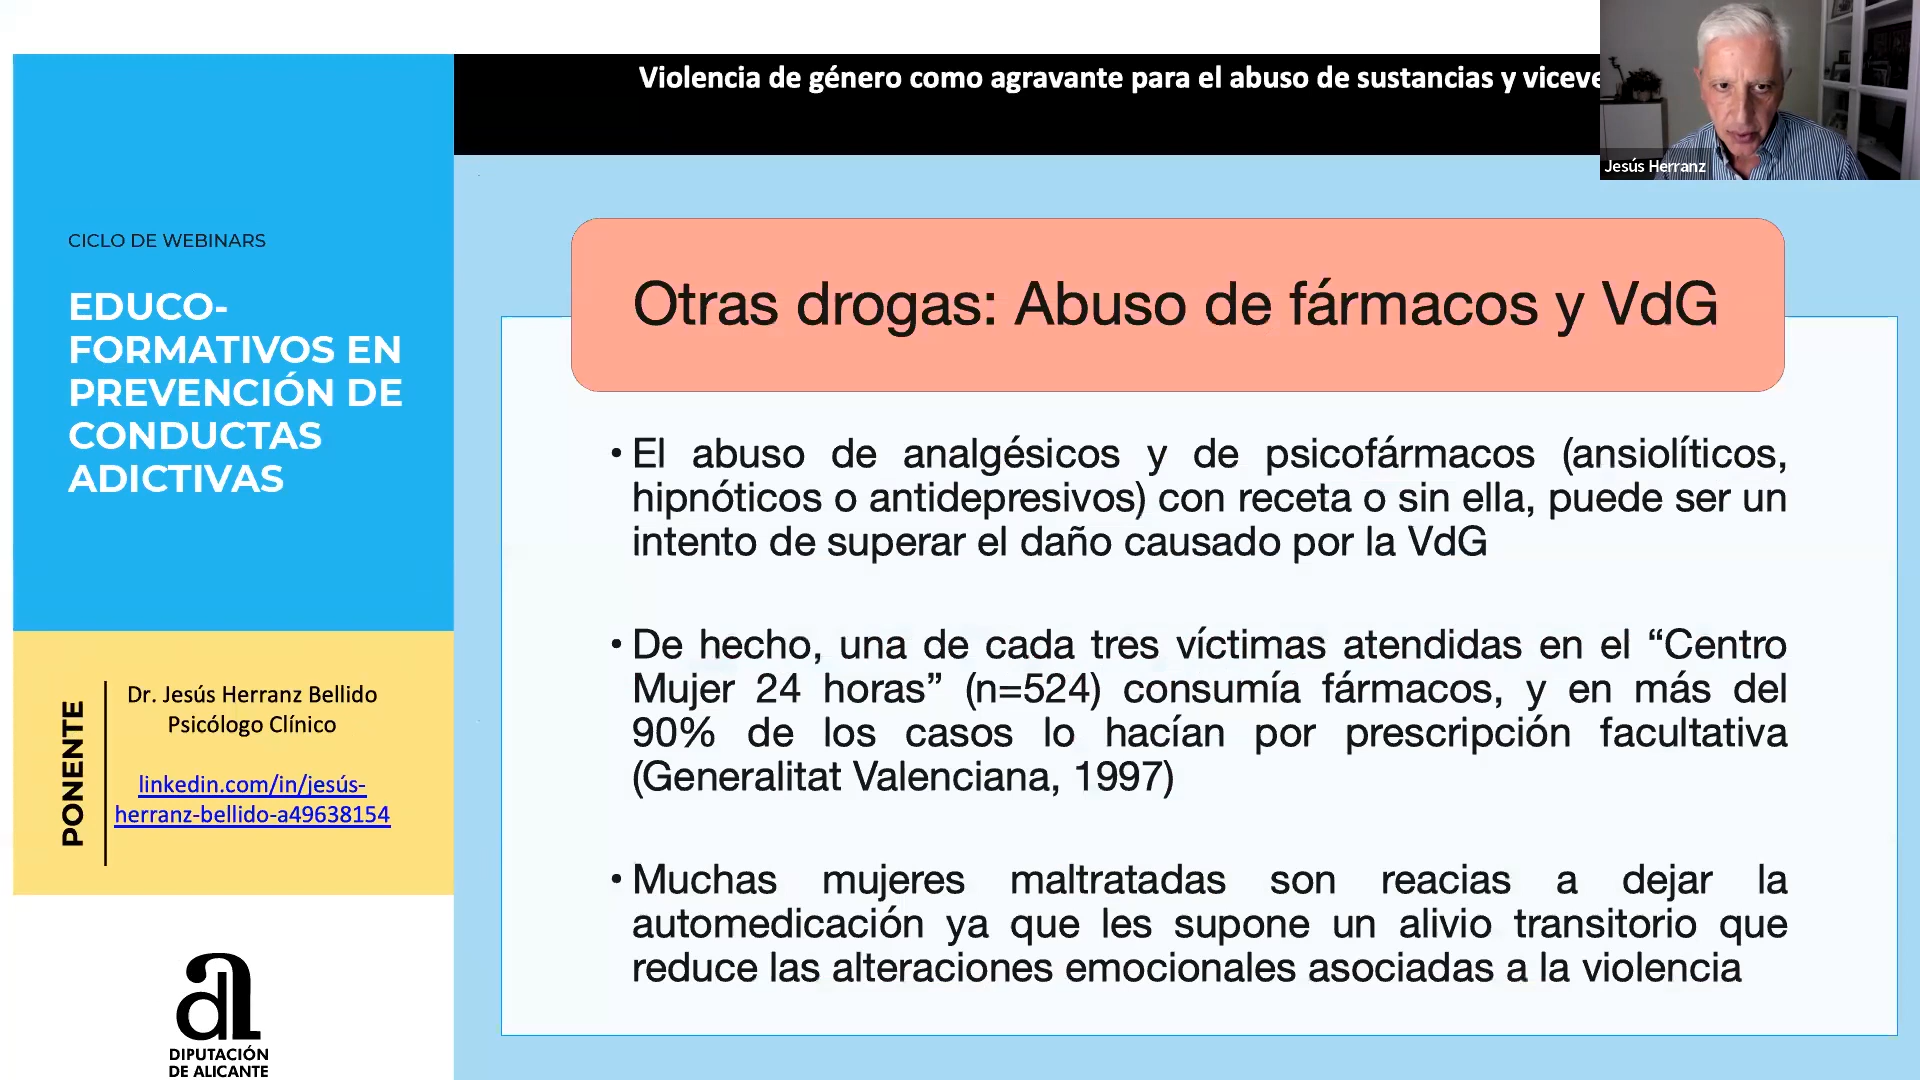 Violencia de género como agravante para el abuso de sustancias y viceve
Jesús Herranz
CICLO DE WEBINARS
EDUCO-
FORMATIVOS EN
PREVENCIÓN DE
CONDUCTAS
ADICTIVAS
PONENTE
Dr. Jesús Herranz Bellido
Psicólogo Clínico
linkedin.com/in/jesús-
herranz-bellido-a49638154
DIPUTACIÓN
DE ALICANTE
Otras drogas: Abuso de fármacos y VdG
• El abuso de analgésicos y de psicofármacos (ansiolíticos,
hipnóticos o antidepresivos) con receta o sin ella, puede ser un
intento de superar el daño causado por la VdG
• De hecho, una de cada tres víctimas atendidas en el “Centro
Mujer 24 horas” (n=524) consumía fármacos, y en más del
90% de los casos lo hacían por prescripción facultativa
(Generalitat Valenciana, 1997)
• Muchas mujeres maltratadas son reacias a dejar la
automedicación ya que les supone un alivio transitorio que
reduce las alteraciones emocionales asociadas a la violencia